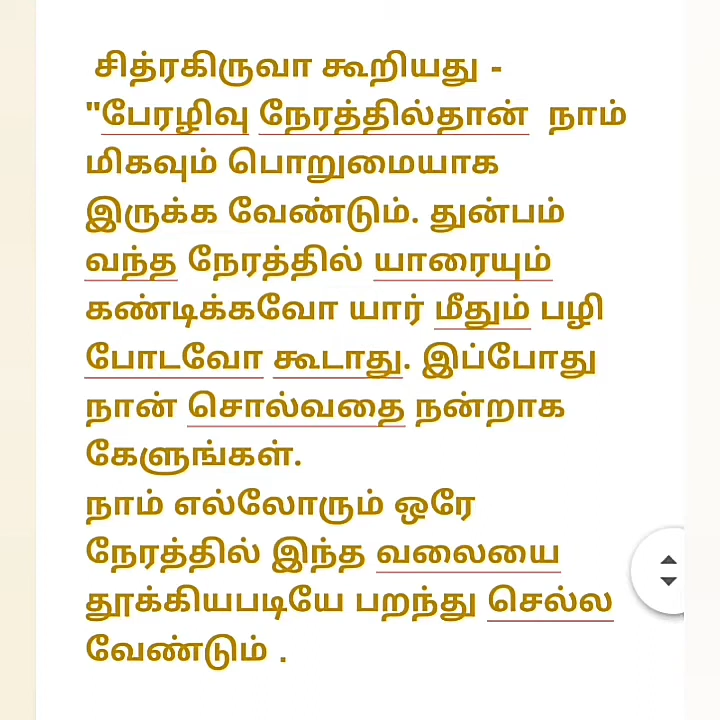 சித்ரகிருவா கூறியது -
"பேரழிவு நேரத்தில்தான் நாம்
மிகவும் பொறுமையாக
இருக்க வேண்டும். துன்பம்
வந்த நேரத்தில் யாரையும்
கண்டிக்கவோ யார் மீதும் பழி
போடவோ கூடாது. இப்போது
நான் சொல்வதை நன்றாக
கேளுங்கள்.
நாம் எல்லோரும் ஒரே
நேரத்தில் இந்த வலையை
தூக்கியபடியே பறந்து செல்ல
வேண்டும் .